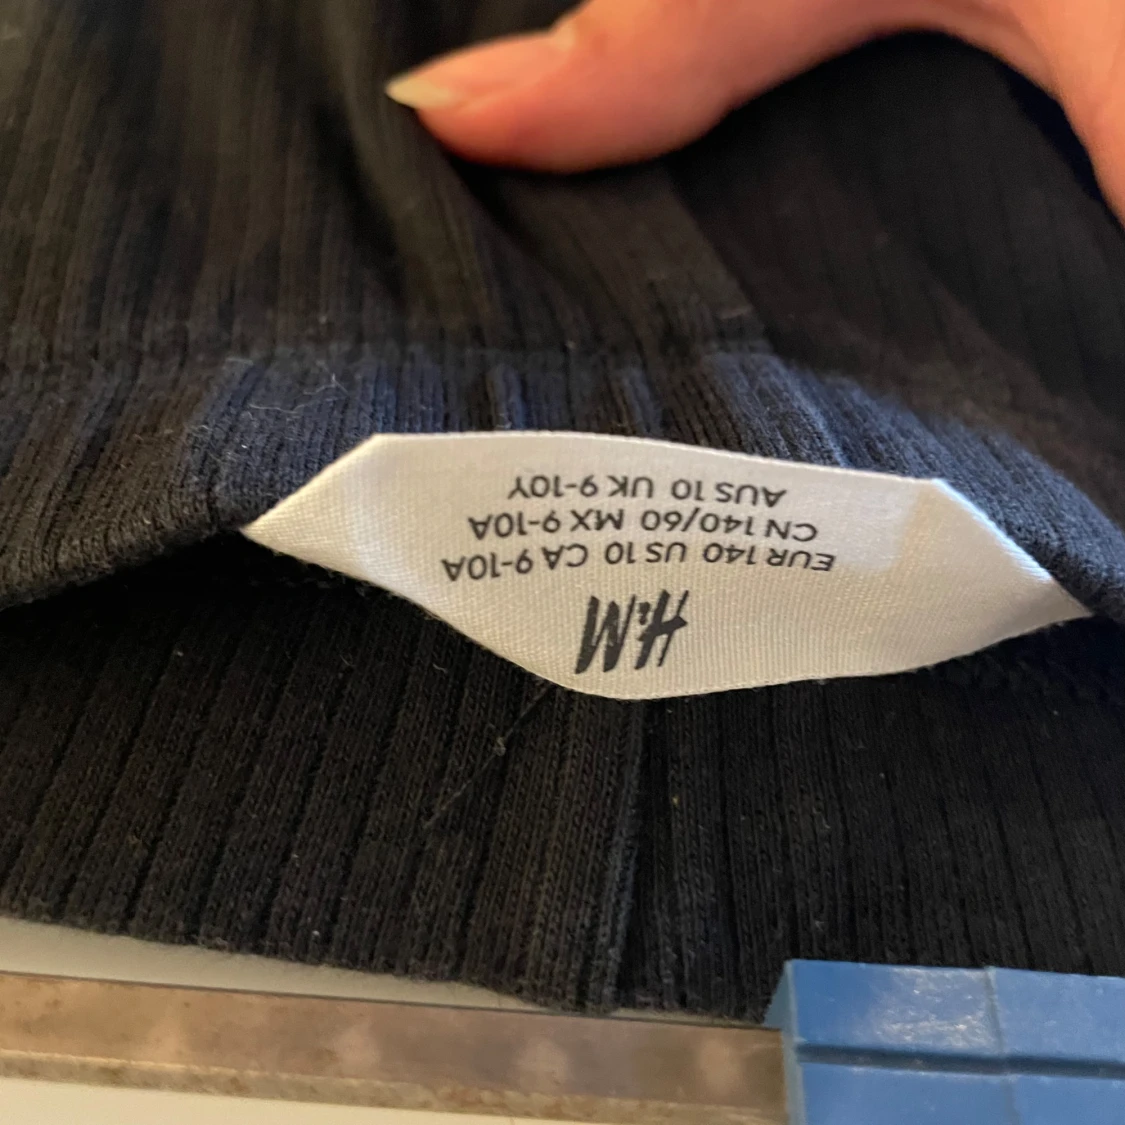 H&M
EUR 140 US 10 CA 9-10A
CN 140/60 MX 9-10A
AUS 10 UK 9-10Y